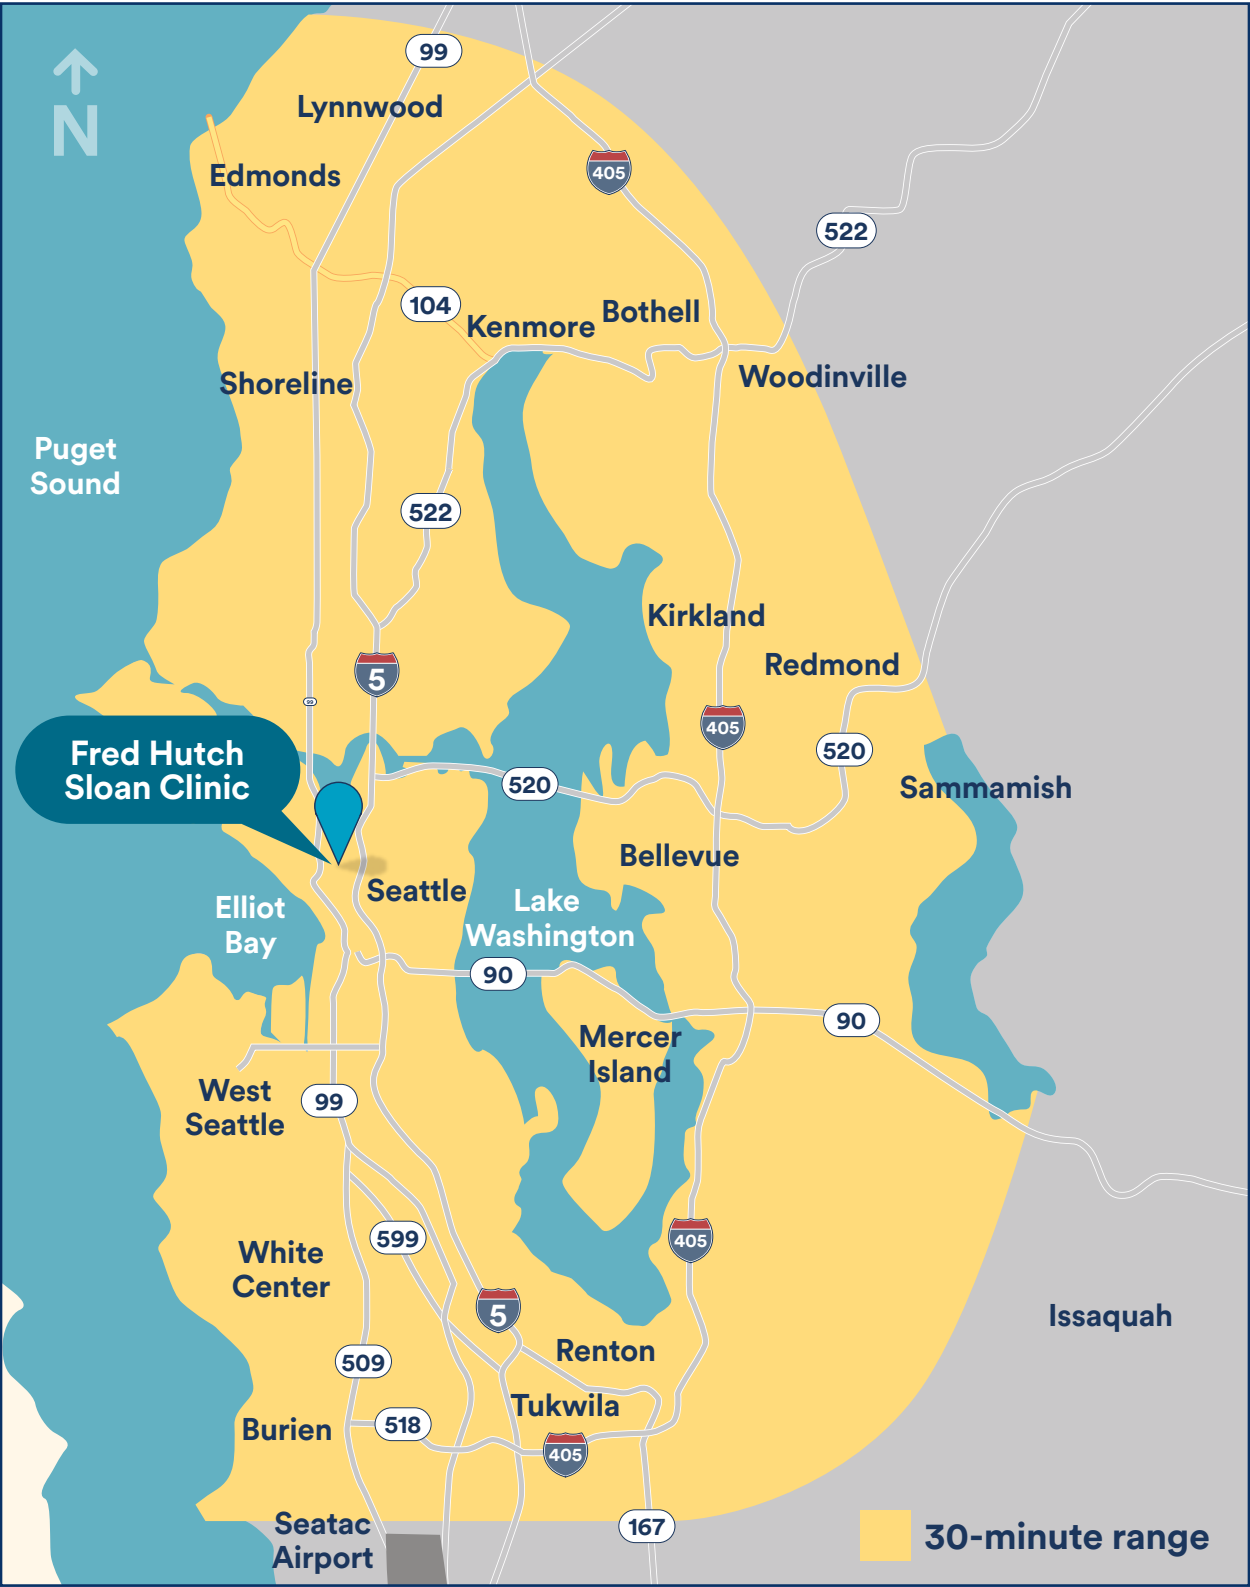 99
N
Lynnwood
Edmonds
405
522
104
Kenmore
Bothell
Shoreline
Woodinville
Puget
Sound
522
Kirkland
Redmond
5
99
405
520
Fred Hutch
Sloan Clinic
520
Sammamish
Bellevue
Seattle
Elliot
Bay
Lake
Washington
90
90
Mercer
Island
West
Seattle
99
599
405
White
Center
5
Issaquah
Renton
509
Tukwila
Burien
518
405
Seatac
Airport
167
30-minute range